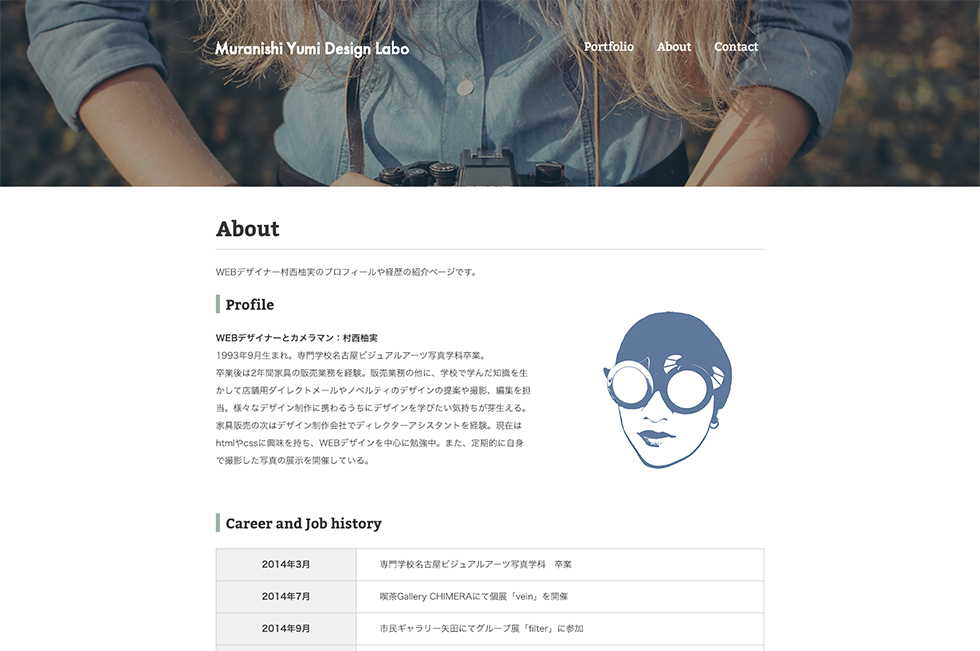 Muranishi Yumi Design Labo
Portfolio About Contact
About
WEBデザイナー村西柚実のプロフィールや経歴の紹介ページです。
Profile
WEBデザイナーとカメラマン：村西柚実
1993年9月生まれ。専門学校名古屋ビジュアルアーツ写真学科卒業。
卒業後は2年間家具の販売業務を経験。販売業務の他に、学校で学んだ知識を生
かして店舗用ダイレクトメールやノベルティのデザインの提案や撮影、編集を担
当。様々なデザイン制作に携わるうちにデザインを学びたい気持ちが芽生える。
家具販売の次はデザイン制作会社でディレクターアシスタントを経験。現在は
htmlやcssに興味を持ち、WEBデザインを中心に勉強中。また、定期的に自身
で撮影した写真の展示を開催している。
Career and Job history
2014年3月 専門学校名古屋ビジュアルアーツ写真学科　卒業
2014年7月 喫茶Gallery CHIMERAにて個展「vein」を開催
2014年9月 市民ギャラリー矢田にてグループ展「filter」に参加